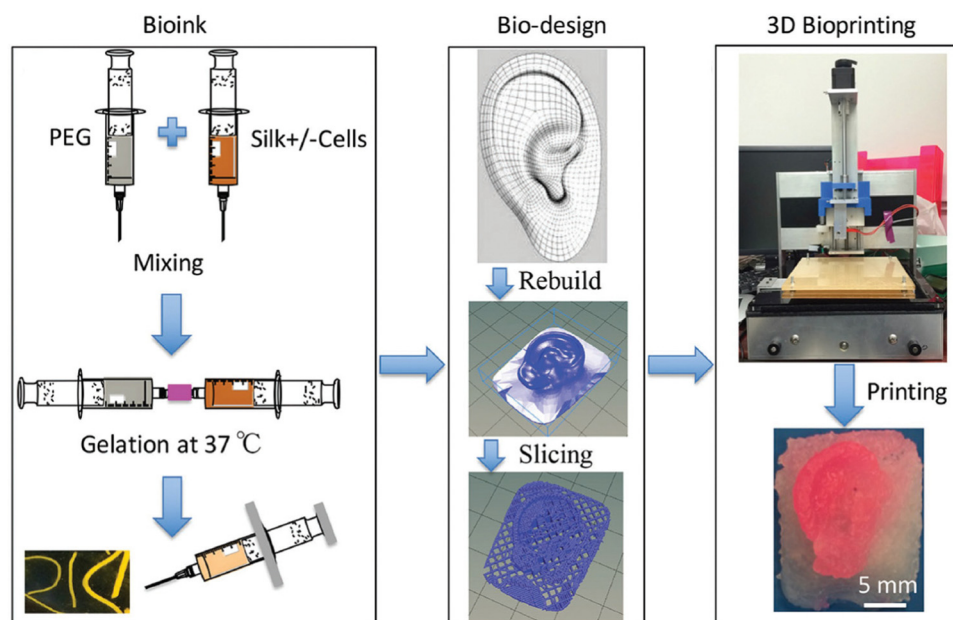 Bioink
PEG
Silk+/-Cells
Mixing
Gelation at 37 ℃
Bio-design
Rebuild
Slicing
3D Bioprinting
Printing
5 mm